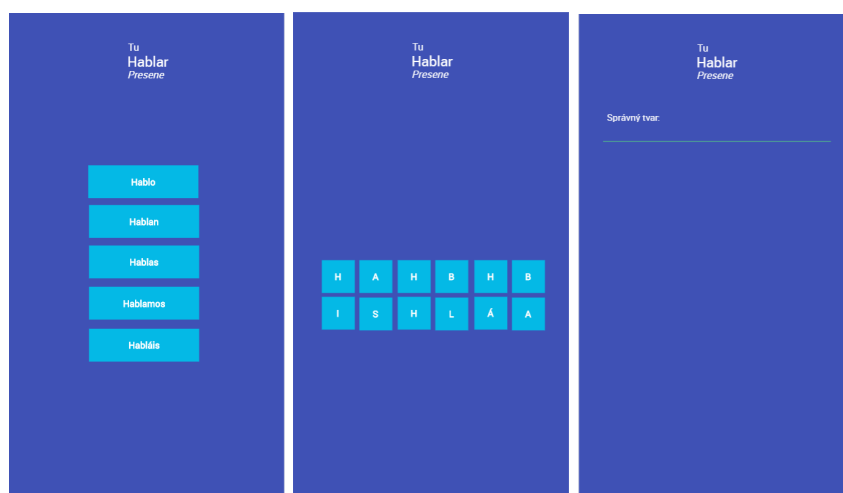 Tu
Hablar
Presene
Hablo
Hablan
Hablas
Hablamos
Habláis
Tu
Hablar
Presene
H A H B H B
I S H L Á A
Tu
Hablar
Presene
Správný tvar: